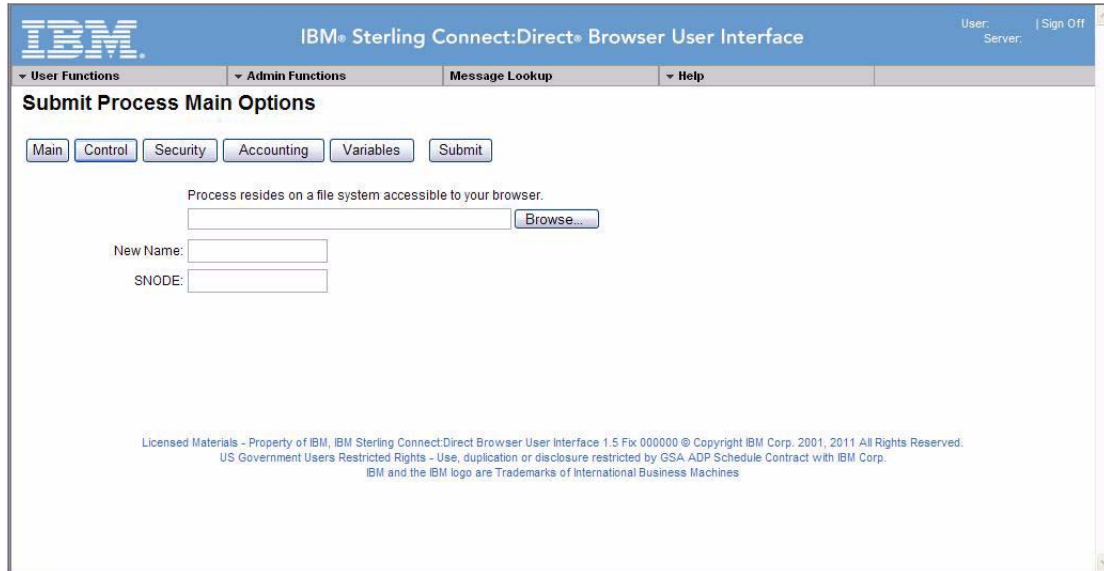 IBM®
IBM® Sterling Connect:Direct® Browser User Interface
User: | Sign Off
Server:
User Functions Admin Functions Message Lookup Help
Submit Process Main Options
Main Control Security Accounting Variables Submit
Process resides on a file system accessible to your browser.
Browse...
New Name:
SNODE:
Licensed Materials - Property of IBM, IBM Sterling Connect:Direct Browser User Interface 1.5 Fix 000000 © Copyright IBM Corp. 2001, 2011 All Rights Reserved.
US Government Users Restricted Rights - Use, duplication or disclosure restricted by GSA ADP Schedule Contract with IBM Corp.
IBM and the IBM logo are Trademarks of International Business Machines